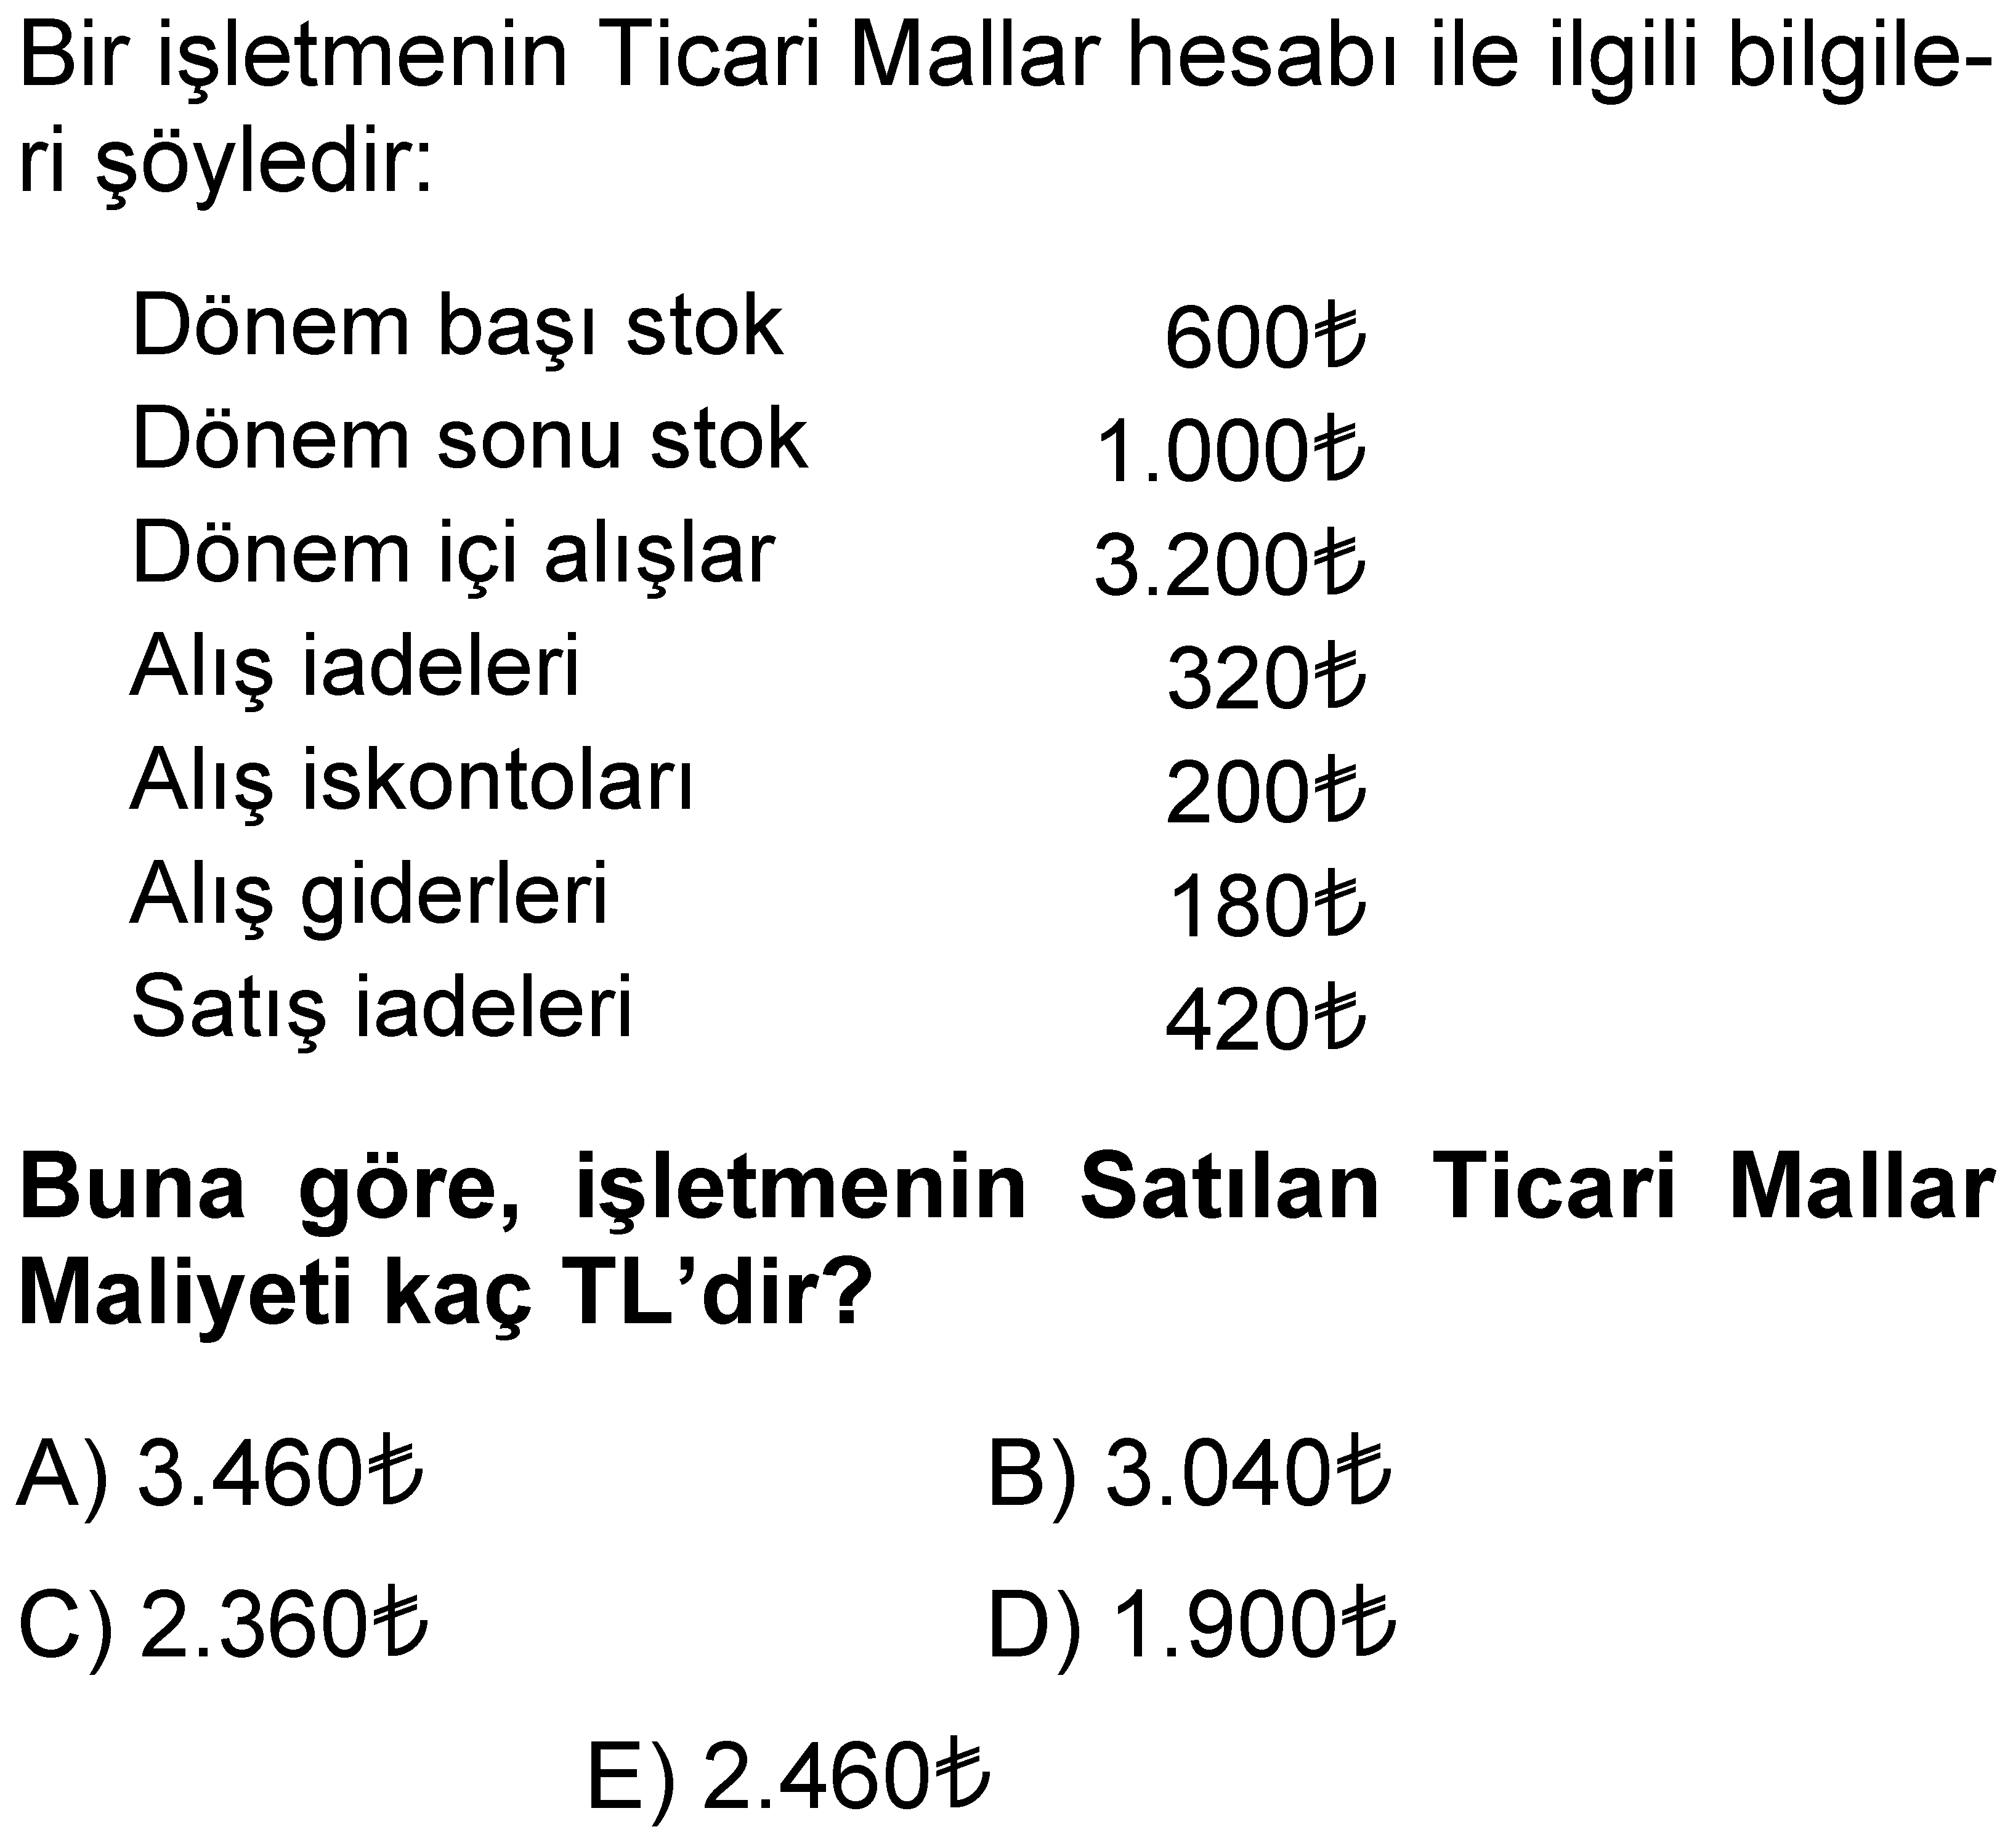 Bir işletmenin Ticari Mallar hesabı ile ilgili bilgile-
ri şöyledir:
Dönem başı stok 600₺
Dönem sonu stok 1.000₺
Dönem içi alışlar 3.200₺
Alış iadeleri 320₺
Alış iskontoları 200₺
Alış giderleri 180₺
Satış iadeleri 420₺
Buna göre, işletmenin Satılan Ticari Mallar
Maliyeti kaç TL’dir?
A) 3.460₺ B) 3.040₺
C) 2.360₺ D) 1.900₺
E) 2.460₺